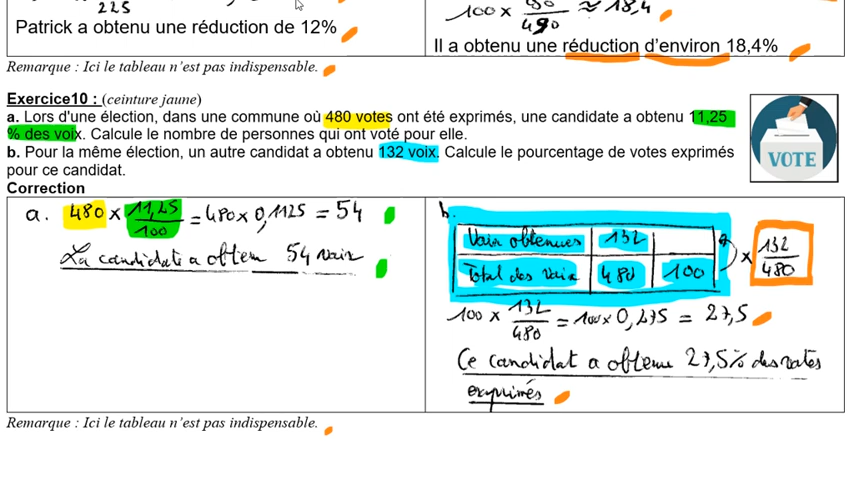 225
Patrick a obtenu une réduction de 12%
100 × 90/490 ≈ 18,4
Il a obtenu une réduction d'environ 18,4%
Remarque : Ici le tableau n'est pas indispensable.
Exercice10 : (ceinture jaune)
a. Lors d'une élection, dans une commune où 480 votes ont été exprimés, une candidate a obtenu 11,25
% des voix. Calcule le nombre de personnes qui ont voté pour elle.
b. Pour la même élection, un autre candidat a obtenu 132 voix. Calcule le pourcentage de votes exprimés
pour ce candidat.
VOTE
Correction
a. 480 × 11,25/100 = 480 × 0,1125 = 54
La candidate a obtenu 54 voix
b.
Voix obtenues 132
Total des voix 480 100
× 132/480
100 × 132/480 = 100 × 0,275 = 27,5
Ce candidat a obtenu 27,5% des votes
exprimés
Remarque : Ici le tableau n'est pas indispensable.